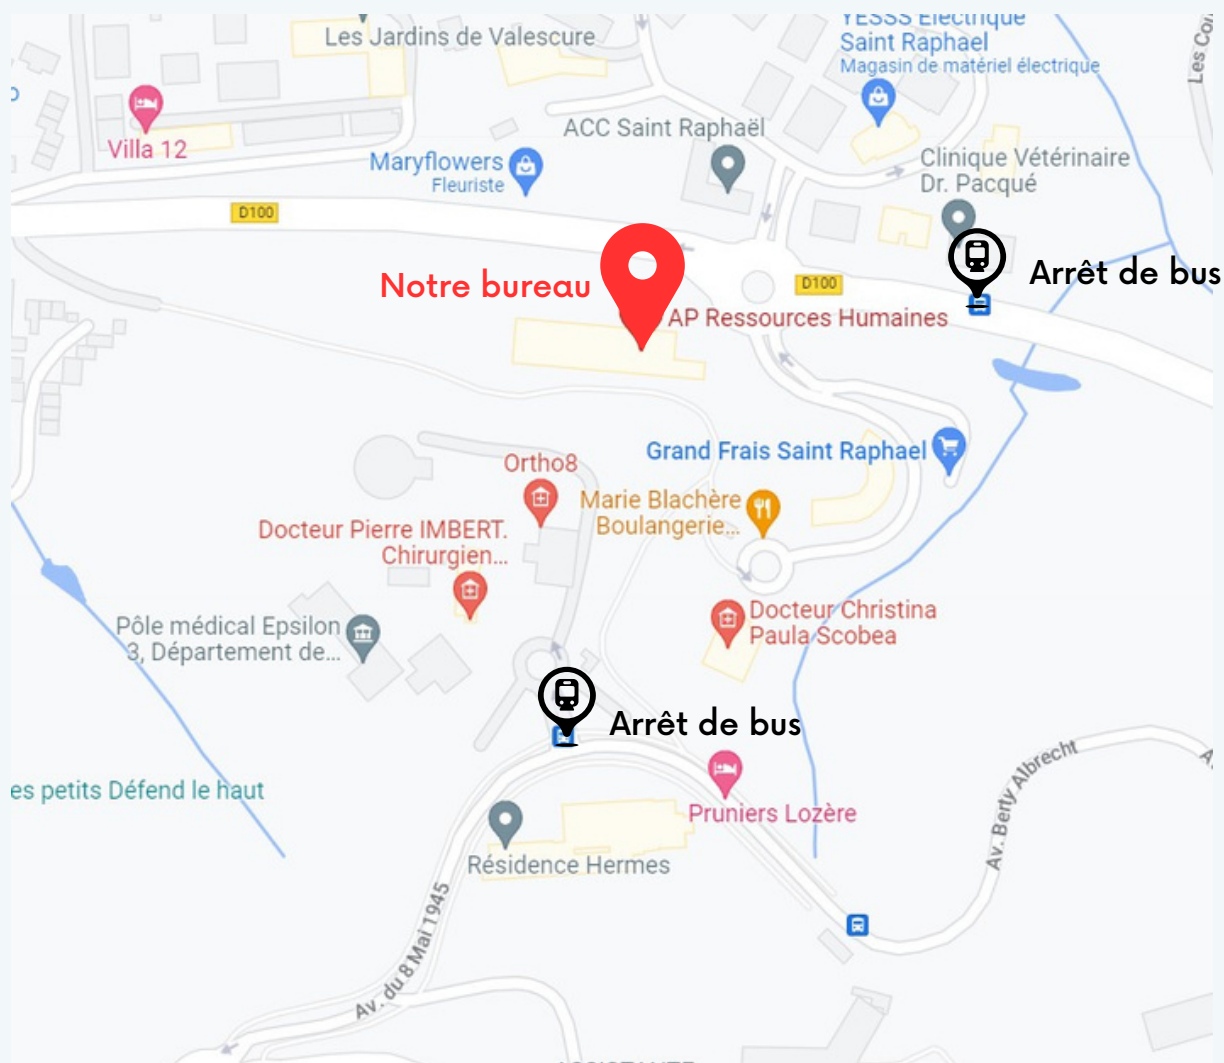 YESSS Électrique
Saint Raphael
Magasin de matériel électrique
Les Jardins de Valescure
Villa 12
ACC Saint Raphaël
Maryflowers
Fleuriste
Clinique Vétérinaire
Dr. Pacqué
D100
Notre bureau
D100
Arrêt de bus
AP Ressources Humaines
Grand Frais Saint Raphael
Ortho8
Marie Blachère
Boulangerie...
Docteur Pierre IMBERT.
Chirurgien...
Docteur Christina
Paula Scobea
Pôle médical Epsilon
3, Département de...
Arrêt de bus
es petits Défend le haut
Pruniers Lozère
Av. Berty Albrecht
Résidence Hermes
Av. du 8 Mai 1945